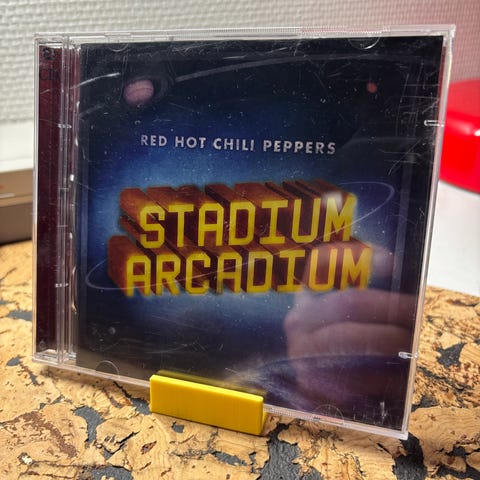 RED HOT CHILI PEPPERS
STADIUM
ARCADIUM